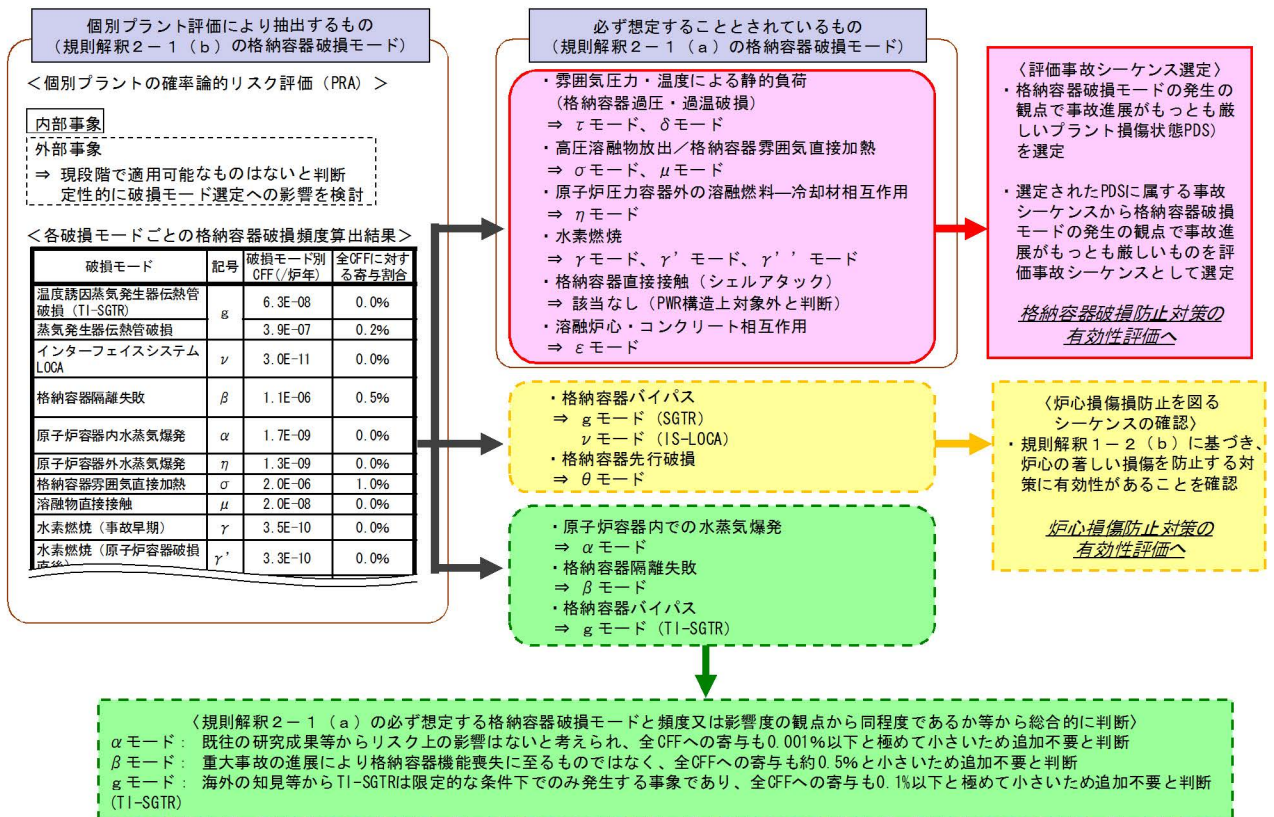 個別プラント評価により抽出するもの
(規則解釈2-1(b)の格納容器破損モード)
<個別プラントの確率論的リスク評価(PRA)>
内部事象
外部事象
⇒ 現段階で適用可能なものはないと判断
定性的に破損モード選定への影響を検討
<各破損モードごとの格納容器破損頻度算出結果>
破損モード 記号 破損モード別CFF(/炉年) 全CFFに対する寄与割合
温度誘因蒸気発生器伝熱管破損(TI-SGTR) g 6.3E-08 0.0%
蒸気発生器伝熱管破損 3.9E-07 0.2%
インターフェイスシステムLOCA ν 3.0E-11 0.0%
格納容器隔離失敗 β 1.1E-06 0.5%
原子炉容器内水蒸気爆発 α 1.7E-09 0.0%
原子炉容器外水蒸気爆発 η 1.3E-09 0.0%
格納容器雰囲気直接加熱 σ 2.0E-06 1.0%
溶融物直接接触 μ 2.0E-08 0.0%
水素燃焼(事故早期) γ 3.5E-10 0.0%
水素燃焼(原子炉容器破損直後) γ' 3.3E-10 0.0%
必ず想定することとされているもの
(規則解釈2-1(a)の格納容器破損モード)
・雰囲気圧力・温度による静的負荷
(格納容器過圧・過温破損)
⇒ τモード、δモード
・高圧溶融物放出/格納容器雰囲気直接加熱
⇒ σモード、μモード
・原子炉圧力容器外の溶融燃料―冷却材相互作用
⇒ ηモード
・水素燃焼
⇒ γモード、γ'モード、γ''モード
・格納容器直接接触(シェルアタック)
⇒ 該当なし(PWR構造上対象外と判断)
・溶融炉心・コンクリート相互作用
⇒ εモード
・格納容器バイパス
⇒ gモード(SGTR)
νモード(IS-LOCA)
・格納容器先行破損
⇒ θモード
・原子炉容器内での水蒸気爆発
⇒ αモード
・格納容器隔離失敗
⇒ βモード
・格納容器バイパス
⇒ gモード(TI-SGTR)
〈評価事故シーケンス選定〉
・格納容器破損モードの発生の
観点で事故進展がもっとも厳
しいプラント損傷状態PDS)
を選定
・選定されたPDSに属する事故
シーケンスから格納容器破損
モードの発生の観点で事故進
展がもっとも厳しいものを評
価事故シーケンスとして選定
格納容器破損防止対策の
有効性評価へ
〈炉心損傷損防止を図る
シーケンスの確認〉
・規則解釈1-2(b)に基づき、
炉心の著しい損傷を防止する対
策に有効性があることを確認
炉心損傷防止対策の
有効性評価へ
〈規則解釈2-1(a)の必ず想定する格納容器破損モードと頻度又は影響度の観点から同程度であるか等から総合的に判断〉
αモード: 既往の研究成果等からリスク上の影響はないと考えられ、全CFFへの寄与も0.001%以下と極めて小さいため追加不要と判断
βモード: 重大事故の進展により格納容器機能喪失に至るものではなく、全CFFへの寄与も約0.5%と小さいため追加不要と判断
gモード: 海外の知見等からTI-SGTRは限定的な条件下でのみ発生する事象であり、全CFFへの寄与も0.1%以下と極めて小さいため追加不要と判断
(TI-SGTR)